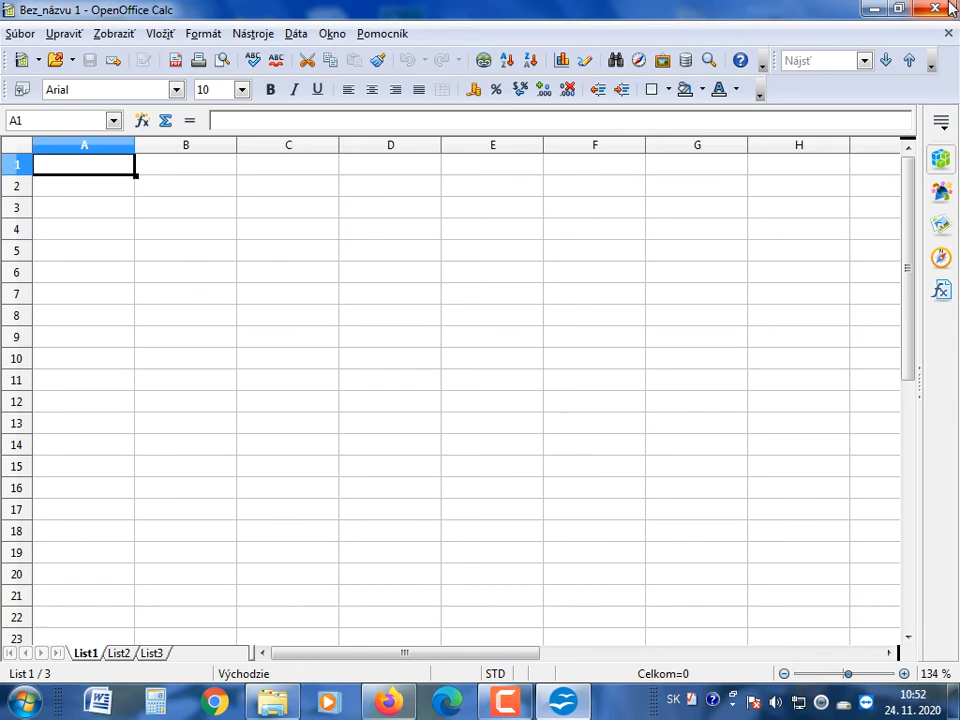 Bez_názvu 1 - OpenOffice Calc
Súbor Upraviť Zobraziť Vložiť Formát Nástroje Dáta Okno Pomocník
ABC ABC Nájsť
Arial 10 B I U A
A1
A B C D E F G H
1
2
3
4
5
6
7
8
9
10
11
12
13
14
15
16
17
18
19
20
21
22
23
List1 List2 List3
List 1 / 3 Východzie STD Celkom=0 134 %
SK 10:52
24. 11. 2020